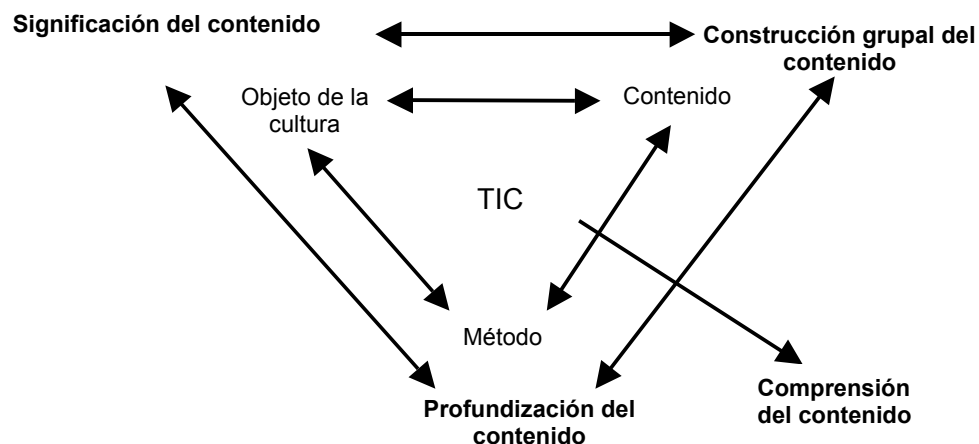 Significación del contenido
Construcción grupal del
contenido
Objeto de la
cultura
Contenido
TIC
Método
Profundización del
contenido
Comprensión
del contenido